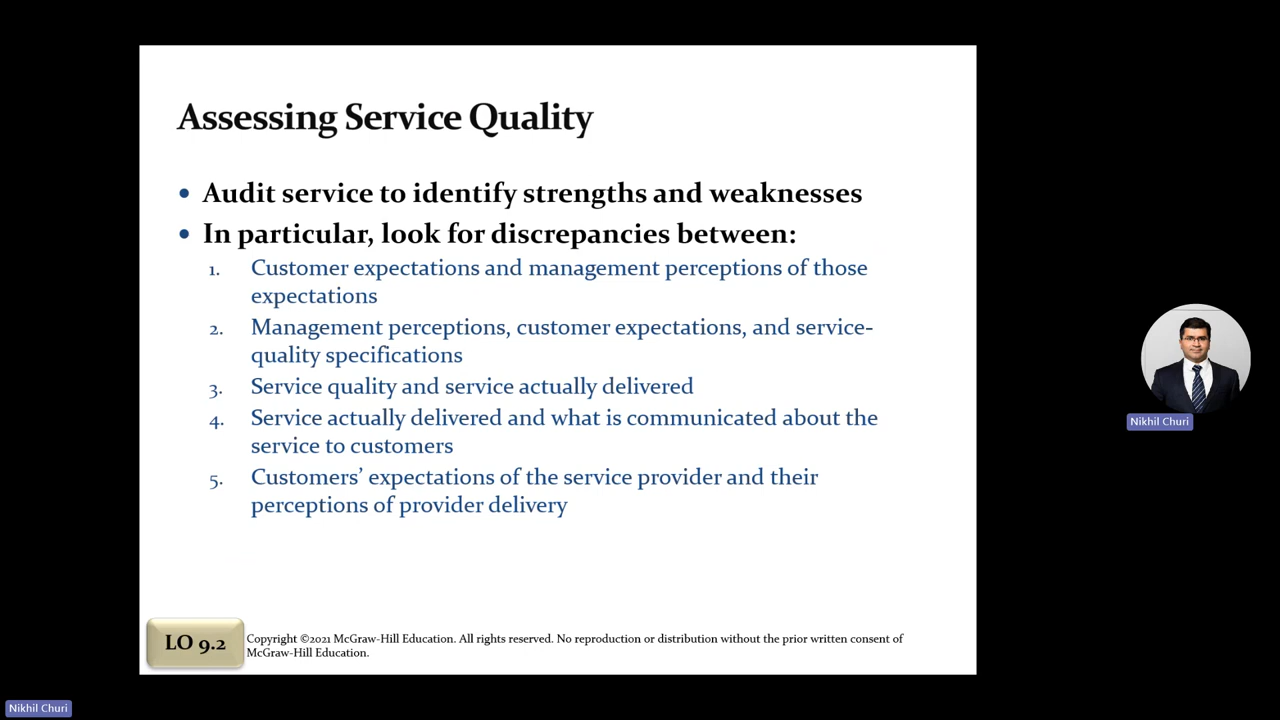 Assessing Service Quality
• Audit service to identify strengths and weaknesses
• In particular, look for discrepancies between:
1. Customer expectations and management perceptions of those
expectations
2. Management perceptions, customer expectations, and service-
quality specifications
3. Service quality and service actually delivered
4. Service actually delivered and what is communicated about the
service to customers
5. Customers’ expectations of the service provider and their
perceptions of provider delivery
LO 9.2
Copyright ©2021 McGraw-Hill Education. All rights reserved. No reproduction or distribution without the prior written consent of
McGraw-Hill Education.
Nikhil Churi
Nikhil Churi